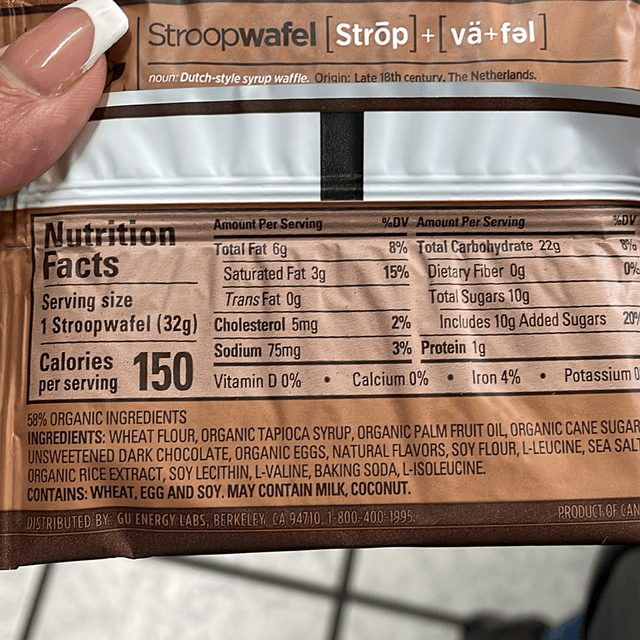 Stroopwafel [Strōp]+[vä+fəl]
noun: Dutch-style syrup waffle. Origin: Late 18th century. The Netherlands.
Nutrition Facts
Serving size
1 Stroopwafel (32g)
Calories per serving 150
Amount Per Serving %DV
Total Fat 6g 8%
Saturated Fat 3g 15%
Trans Fat 0g
Cholesterol 5mg 2%
Sodium 75mg 3%
Amount Per Serving %DV
Total Carbohydrate 22g 8%
Dietary Fiber 0g 0%
Total Sugars 10g
Includes 10g Added Sugars 20%
Protein 1g
Vitamin D 0% • Calcium 0% • Iron 4% • Potassium 0
58% ORGANIC INGREDIENTS
INGREDIENTS: WHEAT FLOUR, ORGANIC TAPIOCA SYRUP, ORGANIC PALM FRUIT OIL, ORGANIC CANE SUGAR
UNSWEETENED DARK CHOCOLATE, ORGANIC EGGS, NATURAL FLAVORS, SOY FLOUR, L-LEUCINE, SEA SALT
ORGANIC RICE EXTRACT, SOY LECITHIN, L-VALINE, BAKING SODA, L-ISOLEUCINE.
CONTAINS: WHEAT, EGG AND SOY. MAY CONTAIN MILK, COCONUT.
DISTRIBUTED BY: GU ENERGY LABS, BERKELEY, CA 94710. 1-800-400-1995. PRODUCT OF CAN